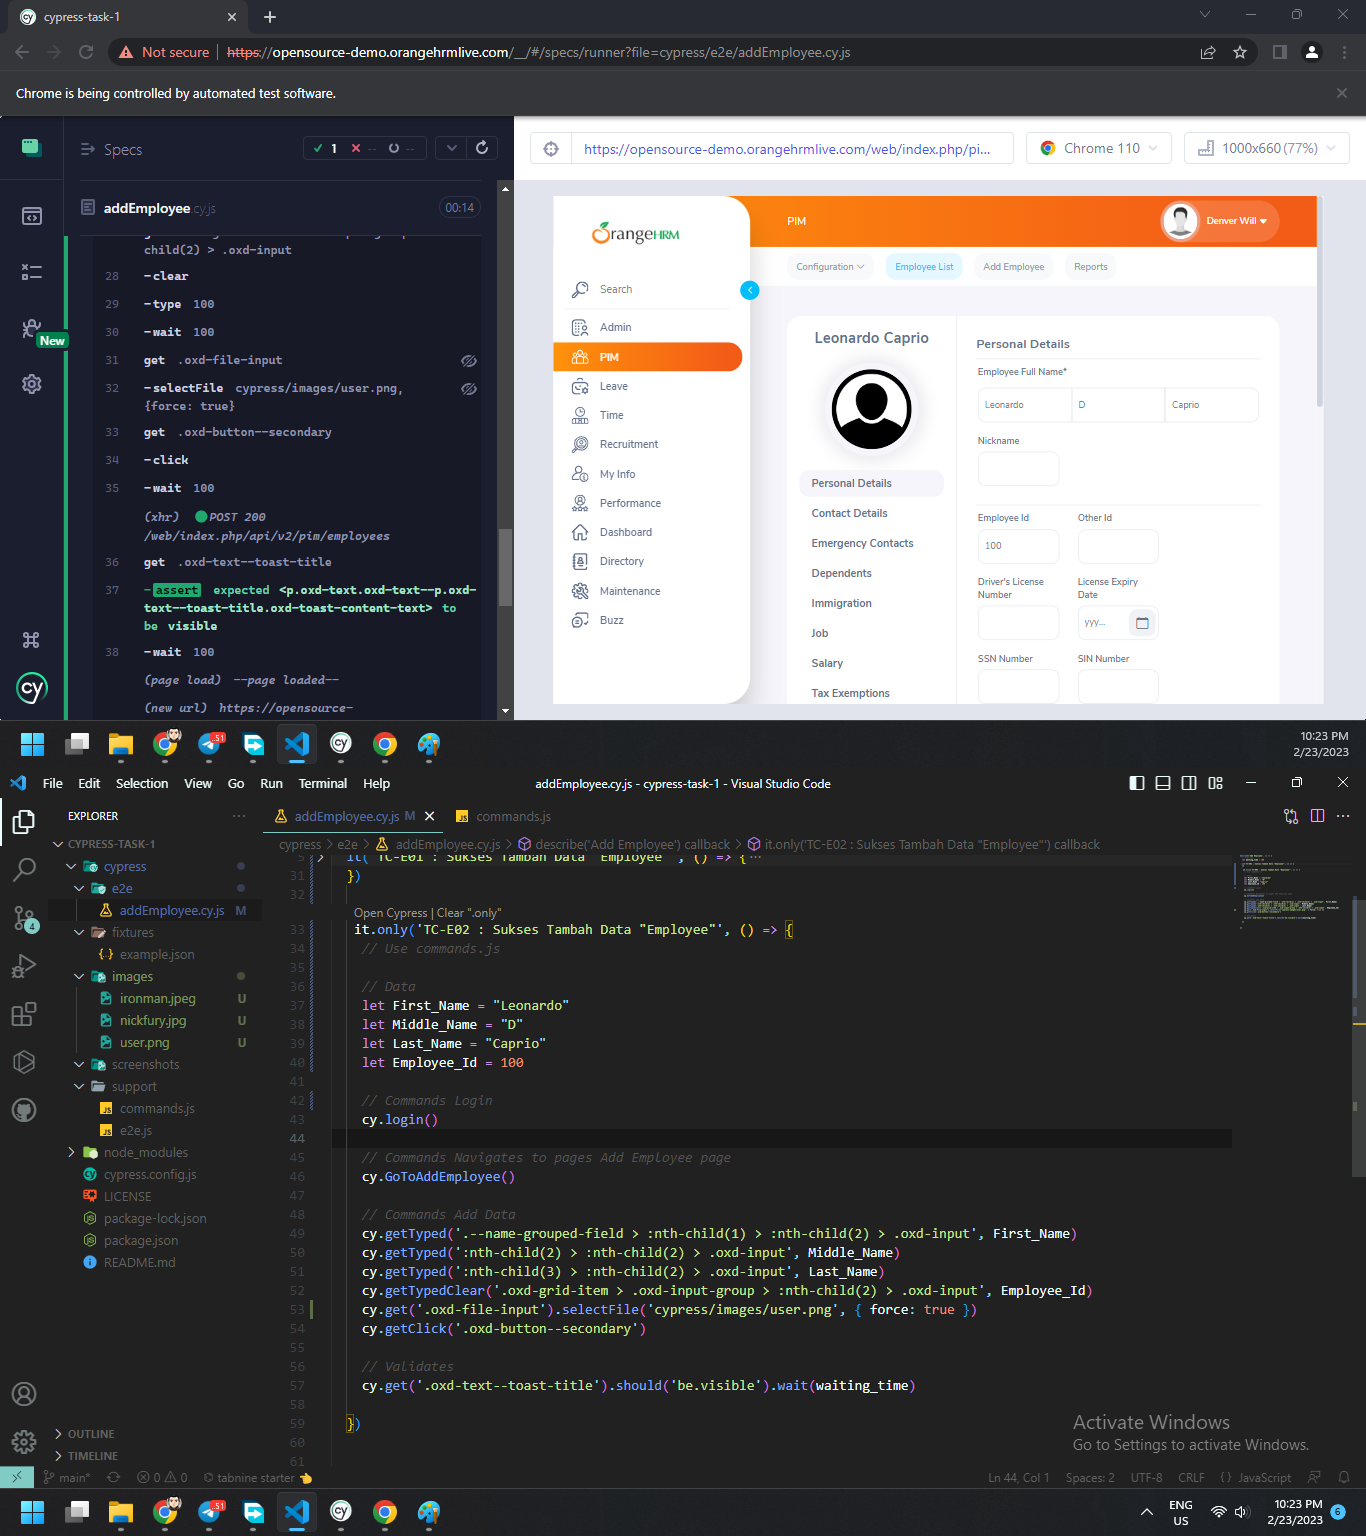 cypress-task-1
Not secure | https://opensource-demo.orangehrmlive.com/__/#/specs/runner?file=cypress/e2e/addEmployee.cy.js
Chrome is being controlled by automated test software.
Specs
1 -- --
addEmployee.cy.js 00:14
child(2) > .oxd-input
28 -clear
29 -type 100
30 -wait 100
31 get .oxd-file-input
32 -selectFile cypress/images/user.png,
{force: true}
33 get .oxd-button--secondary
34 -click
35 -wait 100
(xhr) POST 200
/web/index.php/api/v2/pim/employees
36 get .oxd-text--toast-title
37 -assert expected <p.oxd-text.oxd-text--p.oxd-
text--toast-title.oxd-toast-content-text> to
be visible
38 -wait 100
(page load) --page loaded--
(new url) https://opensource-
New
cy
https://opensource-demo.orangehrmlive.com/web/index.php/pi...
Chrome 110
1000x660 (77%)
OrangeHRM
Search
Admin
PIM
Leave
Time
Recruitment
My Info
Performance
Dashboard
Directory
Maintenance
Buzz
PIM
Denver Will
Configuration
Employee List
Add Employee
Reports
Leonardo Caprio
Personal Details
Contact Details
Emergency Contacts
Dependents
Immigration
Job
Salary
Tax Exemptions
Personal Details
Employee Full Name*
Leonardo D Caprio
Nickname
Employee Id Other Id
100
Driver's License
Number
License Expiry
Date
yyy...
SSN Number SIN Number
51
cy
10:23 PM
2/23/2023
File Edit Selection View Go Run Terminal Help
addEmployee.cy.js - cypress-task-1 - Visual Studio Code
EXPLORER
CYPRESS-TASK-1
cypress
e2e
addEmployee.cy.js M
fixtures
example.json
images
ironman.jpeg U
nickfury.jpg U
user.png U
screenshots
support
commands.js
e2e.js
node_modules
cypress.config.js
LICENSE
package-lock.json
package.json
README.md
OUTLINE
TIMELINE
4
addEmployee.cy.js M
commands.js
cypress > e2e > addEmployee.cy.js > describe('Add Employee') callback > it.only('TC-E02 : Sukses Tambah Data "Employee"') callback
5 it('TC-E01 : Sukses Tambah Data "Employee"', () => {
31 })
32
Open Cypress | Clear ".only"
33 it.only('TC-E02 : Sukses Tambah Data "Employee"', () => {
34 // Use commands.js
35
36 // Data
37 let First_Name = "Leonardo"
38 let Middle_Name = "D"
39 let Last_Name = "Caprio"
40 let Employee_Id = 100
41
42 // Commands Login
43 cy.login()
44
45 // Commands Navigates to pages Add Employee page
46 cy.GoToAddEmployee()
47
48 // Commands Add Data
49 cy.getTyped('.--name-grouped-field > :nth-child(1) > :nth-child(2) > .oxd-input', First_Name)
50 cy.getTyped(':nth-child(2) > :nth-child(2) > .oxd-input', Middle_Name)
51 cy.getTyped(':nth-child(3) > :nth-child(2) > .oxd-input', Last_Name)
52 cy.getTypedClear('.oxd-grid-item > .oxd-input-group > :nth-child(2) > .oxd-input', Employee_Id)
53 cy.get('.oxd-file-input').selectFile('cypress/images/user.png', { force: true })
54 cy.getClick('.oxd-button--secondary')
55
56 // Validates
57 cy.get('.oxd-text--toast-title').should('be.visible').wait(waiting_time)
58
59 })
60
61
Activate Windows
Go to Settings to activate Windows.
main* 0 0 tabnine starter
Ln 44, Col 1 Spaces: 2 UTF-8 CRLF { } JavaScript
51
cy
ENG
US
10:23 PM
2/23/2023
6